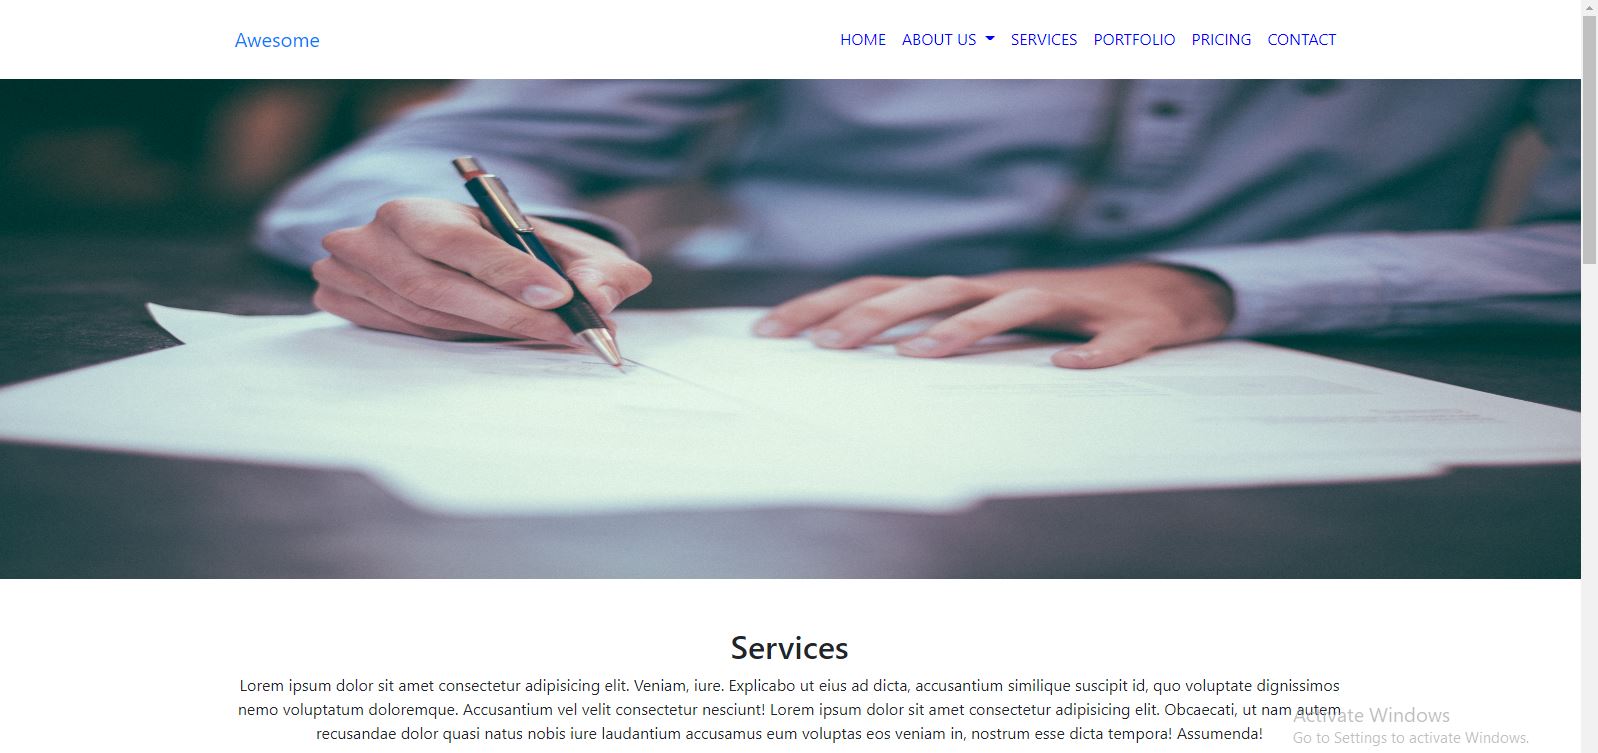 Awesome
HOME ABOUT US SERVICES PORTFOLIO PRICING CONTACT
Services
Lorem ipsum dolor sit amet consectetur adipisicing elit. Veniam, iure. Explicabo ut eius ad dicta, accusantium similique suscipit id, quo voluptate dignissimos
nemo voluptatum doloremque. Accusantium vel velit consectetur nesciunt! Lorem ipsum dolor sit amet consectetur adipisicing elit. Obcaecati, ut nam autem
recusandae dolor quasi natus nobis iure laudantium accusamus eum voluptas eos veniam in, nostrum esse dicta tempora! Assumenda!
Activate Windows
Go to Settings to activate Windows.